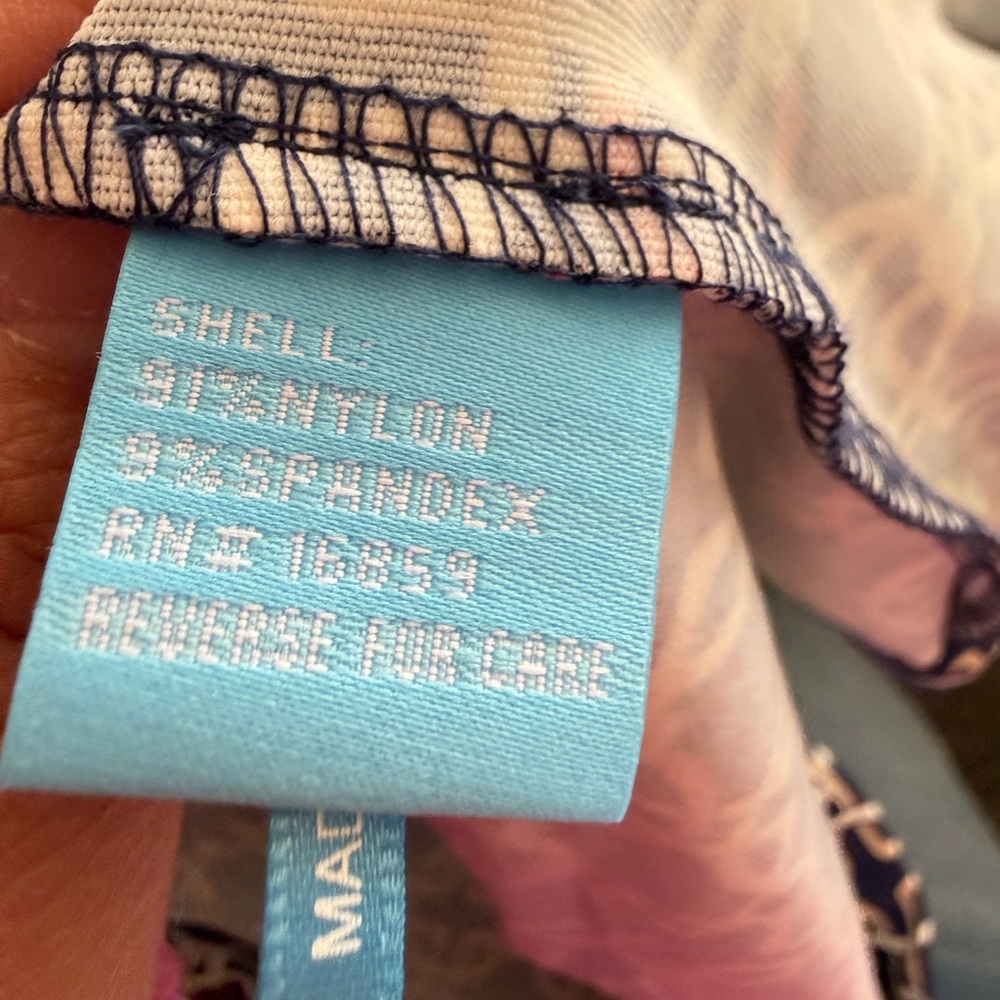 SHELL:
91%NYLON
9%SPANDEX
RN# 16859
REVERSE FOR CARE